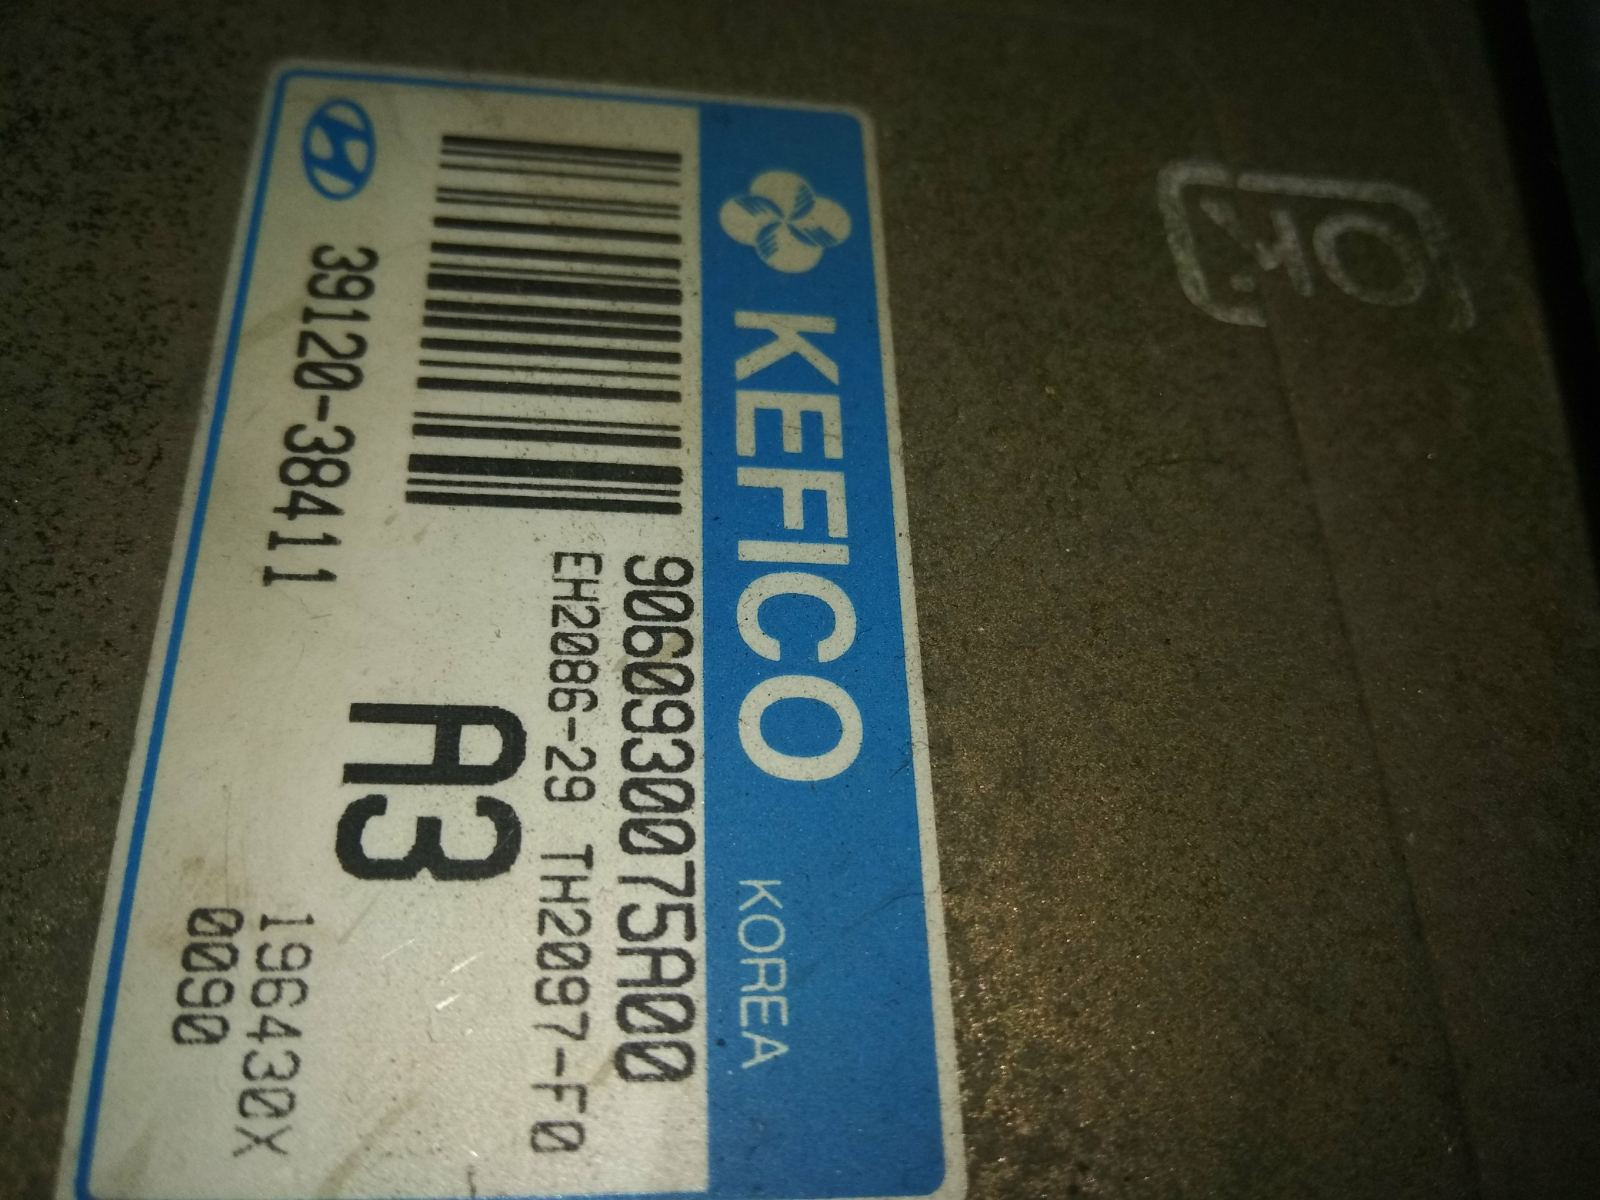 KEFICO KOREA
9060930075A00
EH2086-29 TH2097-F0
A3
39120-38411
196430X
0090
OK